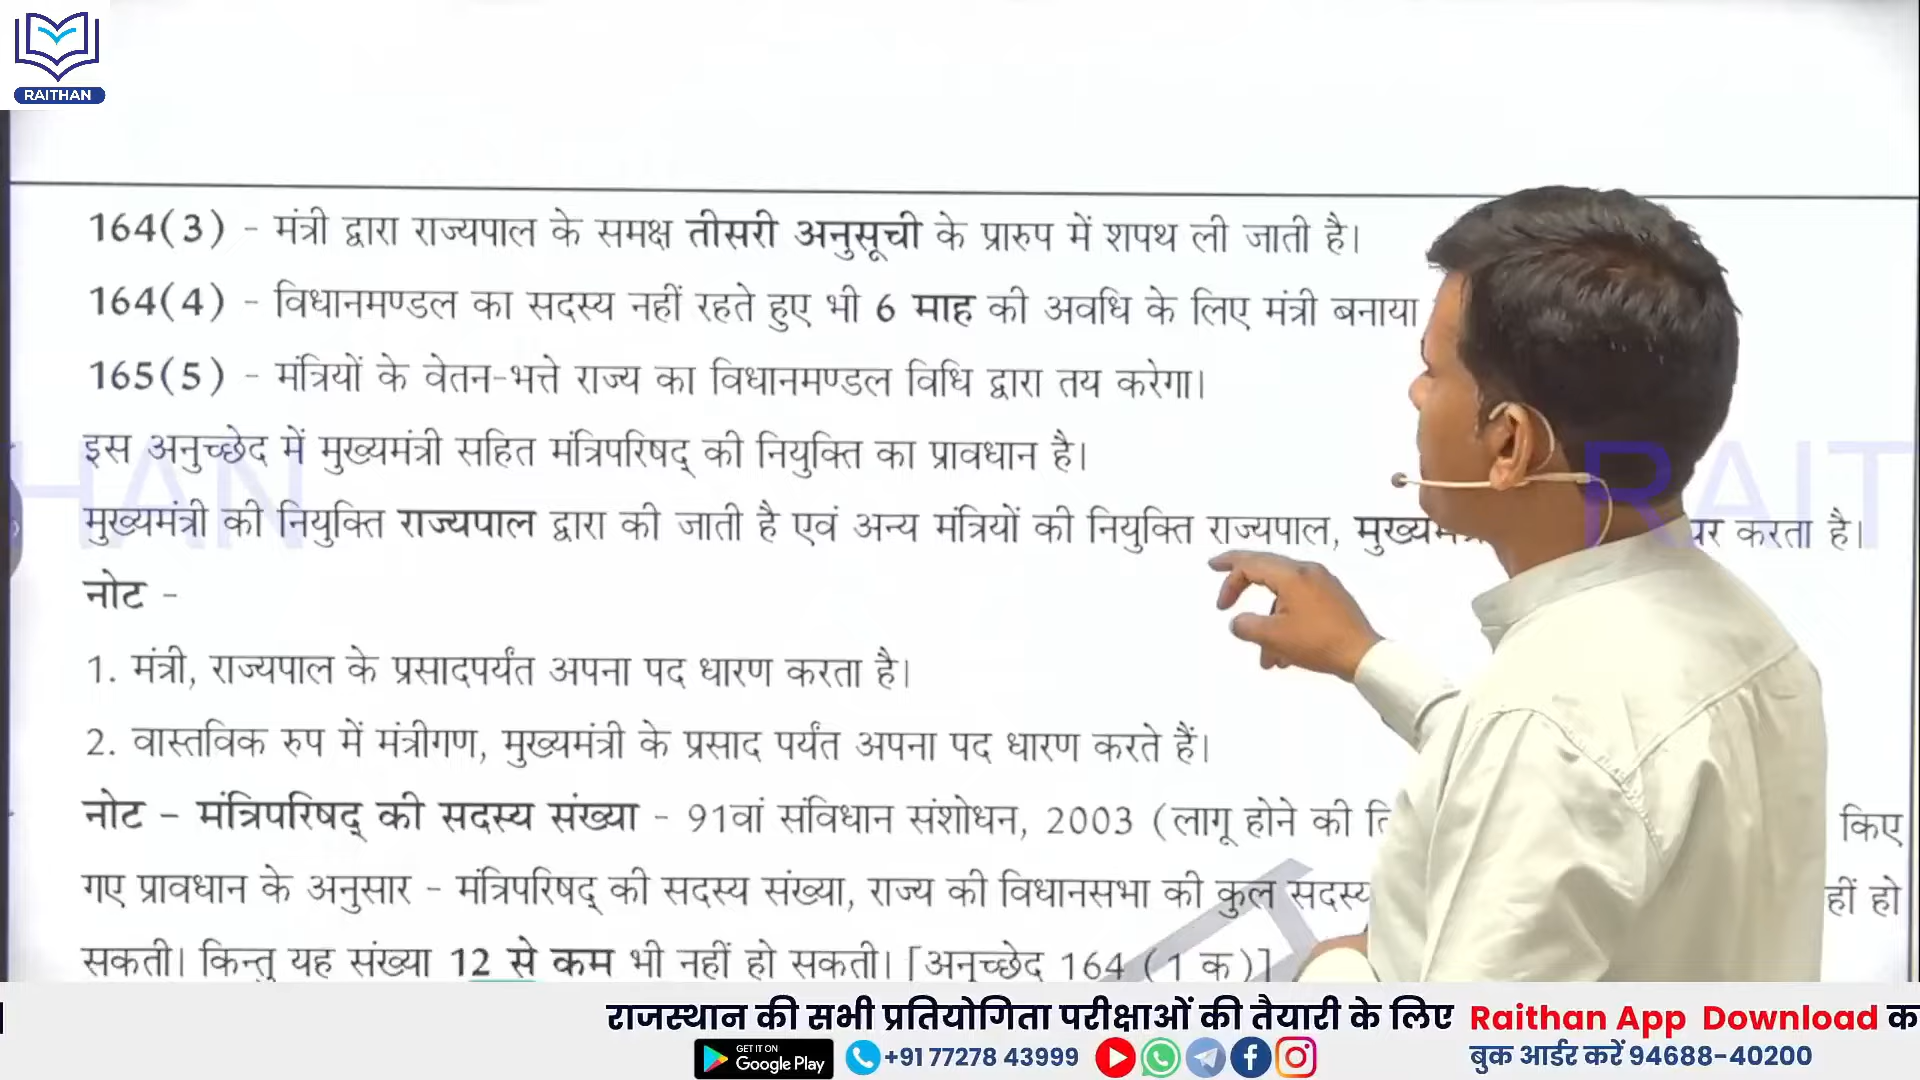 RAITHAN
164(3) - मंत्री द्वारा राज्यपाल के समक्ष तीसरी अनुसूची के प्रारुप में शपथ ली जाती है।
164(4) - विधानमण्डल का सदस्य नहीं रहते हुए भी 6 माह की अवधि के लिए मंत्री बनाया
165(5) - मंत्रियों के वेतन-भत्ते राज्य का विधानमण्डल विधि द्वारा तय करेगा।
इस अनुच्छेद में मुख्यमंत्री सहित मंत्रिपरिषद् की नियुक्ति का प्रावधान है।
मुख्यमंत्री की नियुक्ति राज्यपाल द्वारा की जाती है एवं अन्य मंत्रियों की नियुक्ति राज्यपाल, पर करता है।
नोट -
1. मंत्री, राज्यपाल के प्रसादपर्यंत अपना पद धारण करता है।
2. वास्तविक रुप में मंत्रीगण, मुख्यमंत्री के प्रसाद पर्यंत अपना पद धारण करते हैं।
नोट – मंत्रिपरिषद् की सदस्य संख्या - 91वां संविधान संशोधन, 2003 (लागू होने की किए
गए प्रावधान के अनुसार - मंत्रिपरिषद् की सदस्य संख्या, राज्य की विधानसभा की कुल सदस्य हो
सकती। किन्तु यह संख्या 12 से कम भी नहीं हो सकती। [अनुच्छेद 164 (1 क)]
राजस्थान की सभी प्रतियोगिता परीक्षाओं की तैयारी के लिए Raithan App Download क
GET IT ON
Google Play
+91 77278 43999
बुक आर्डर करें 94688-40200